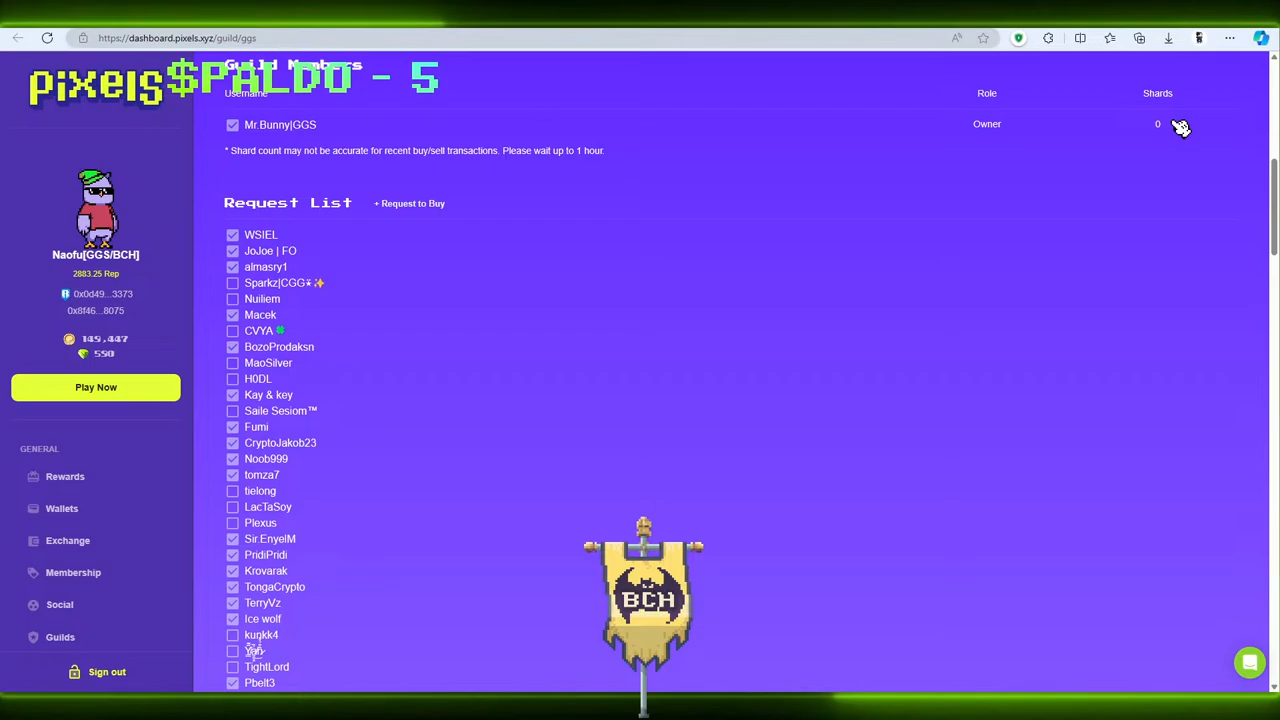 https://dashboard.pixels.xyz/guild/ggs
pixels
$PALDO - 5
Guild Members
Username
Role
Shards
Mr.Bunny|GGS
Owner
0
* Shard count may not be accurate for recent buy/sell transactions. Please wait up to 1 hour.
Request List
+ Request to Buy
WSIEL
JoJoe | FO
almasry1
Sparkz|CGG⍣✨
Nuiliem
Macek
CVYA 🍀
BozoProdaksn
MaoSilver
H0DL
Kay & key
Saile Sesiom™
Fumi
CryptoJakob23
Noob999
tomza7
tielong
LacTaSoy
Plexus
Sir.EnyelM
PridiPridi
Krovarak
TongaCrypto
TerryVz
Ice wolf
kunkk4
TightLord
Pbelt3
Naofu[GGS/BCH]
2883.25 Rep
0x0d49...3373
0x8f46...8075
149,447
550
Play Now
GENERAL
Rewards
Wallets
Exchange
Membership
Social
Guilds
Sign out
BCH